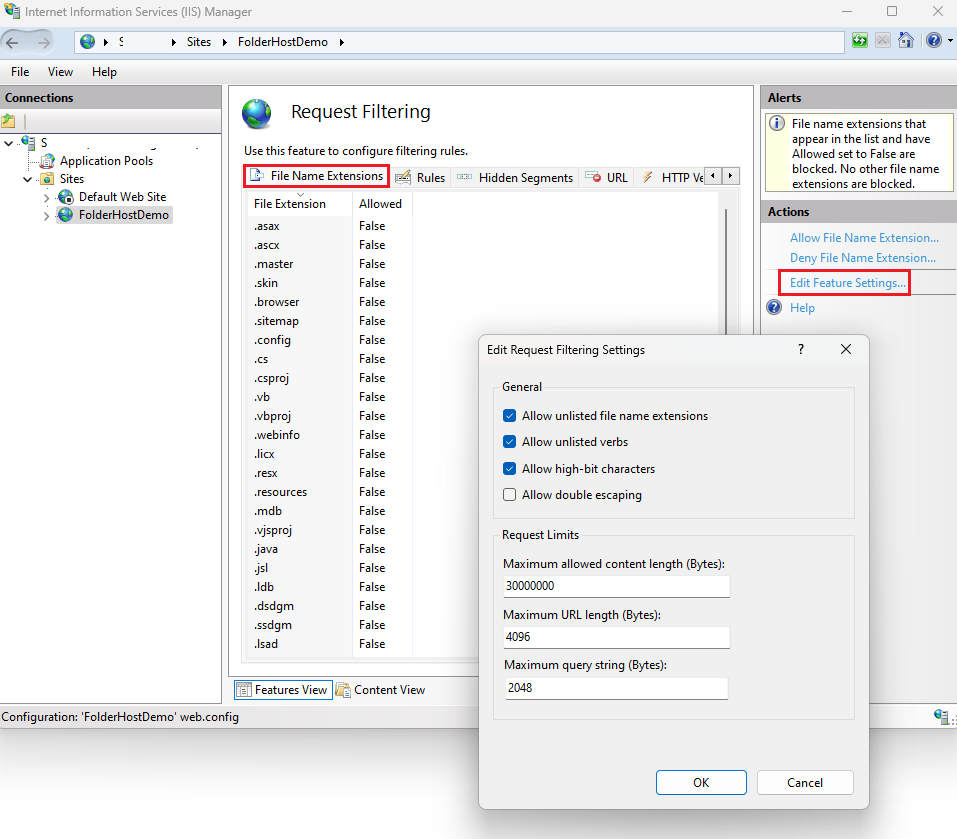 Internet Information Services (IIS) Manager
S
Sites
FolderHostDemo
File
View
Help
Connections
S
Application Pools
Sites
Default Web Site
FolderHostDemo
Request Filtering
Use this feature to configure filtering rules.
File Name Extensions
Rules
Hidden Segments
URL
HTTP Ve
File Extension
Allowed
.asax False
.ascx False
.master False
.skin False
.browser False
.sitemap False
.config False
.cs False
.csproj False
.vb False
.vbproj False
.webinfo False
.licx False
.resx False
.resources False
.mdb False
.vjsproj False
.java False
.jsl False
.ldb False
.dsdgm False
.ssdgm False
.lsad False
Features View
Content View
Alerts
File name extensions that
appear in the list and have
Allowed set to False are
blocked. No other file name
extensions are blocked.
Actions
Allow File Name Extension...
Deny File Name Extension...
Edit Feature Settings...
Help
Edit Request Filtering Settings
?
General
Allow unlisted file name extensions
Allow unlisted verbs
Allow high-bit characters
Allow double escaping
Request Limits
Maximum allowed content length (Bytes):
30000000
Maximum URL length (Bytes):
4096
Maximum query string (Bytes):
2048
OK
Cancel
Configuration: 'FolderHostDemo' web.config